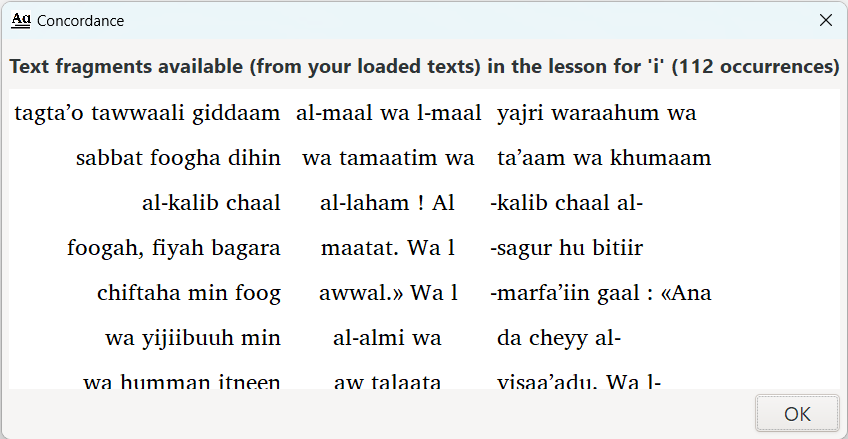 Aa Concordance
Text fragments available (from your loaded texts) in the lesson for 'i' (112 occurrences)
tagta’o tawwaali giddaam al-maal wa l-maal yajri waraahum wa
sabbat foogha dihin wa tamaatim wa ta’aam wa khumaam
al-kalib chaal al-laham ! Al -kalib chaal al-
foogah, fiyah bagara maatat. Wa l -sagur hu bitiir
chiftaha min foog awwal.» Wa l -marfa’iin gaal : «Ana
wa yijiibuuh min al-almi wa da cheyy al-
wa humman itneen aw talaata yisaa’adu. Wa l-
OK